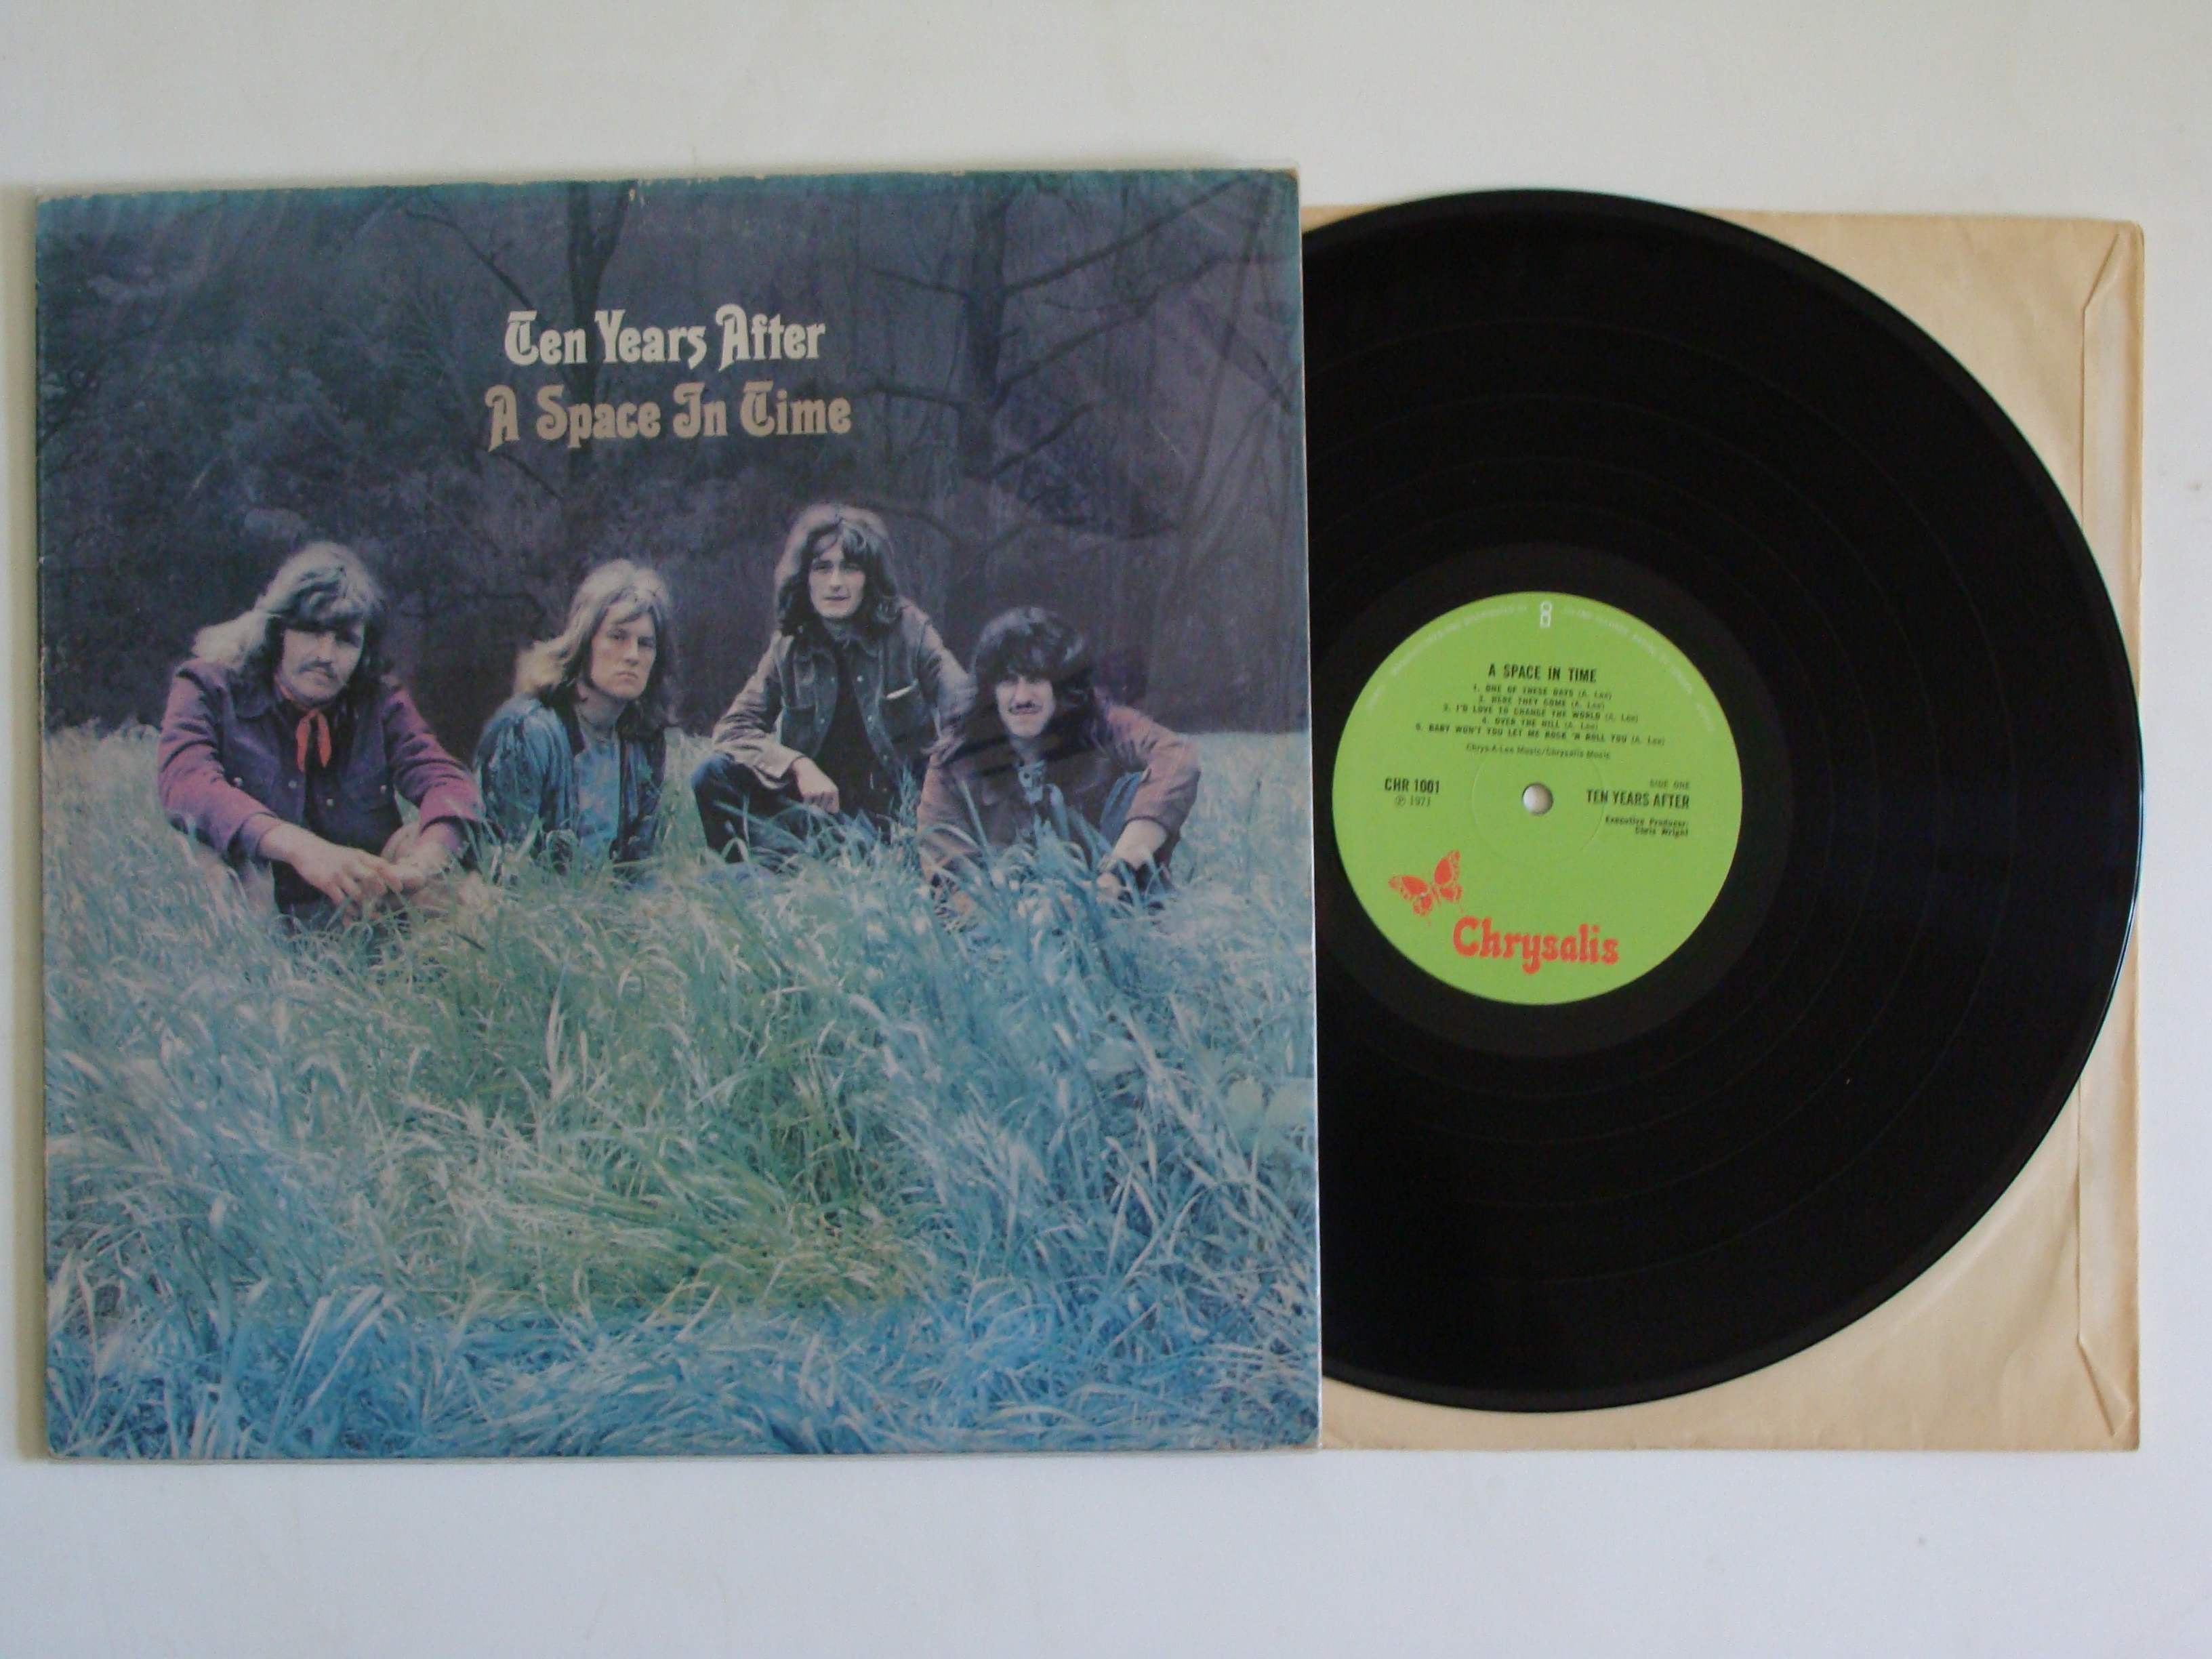 Ten Years After
A Space In Time
A SPACE IN TIME
1. ONE OF THESE DAYS (A. Lee)
2. HERE THEY COME (A. Lee)
3. I'D LOVE TO CHANGE THE WORLD (A. Lee)
4. OVER THE HILL (A. Lee)
5. BABY WON'T YOU LET ME ROCK 'N ROLL YOU (A. Lee)
Chrys-A-Lee Music/Chrysalis Music
CHR 1001
℗ 1971
SIDE ONE
TEN YEARS AFTER
Executive Producer:
Chris Wright
Chrysalis